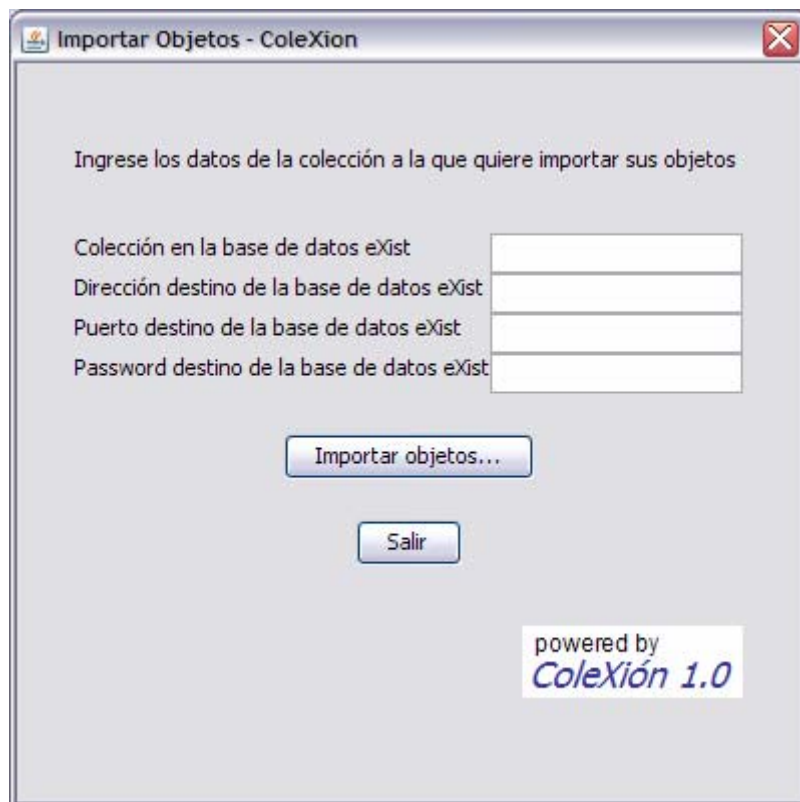 Importar Objetos - ColeXion
Ingrese los datos de la colección a la que quiere importar sus objetos
Colección en la base de datos eXist
Dirección destino de la base de datos eXist
Puerto destino de la base de datos eXist
Password destino de la base de datos eXist
Importar objetos...
Salir
powered by
ColeXión 1.0